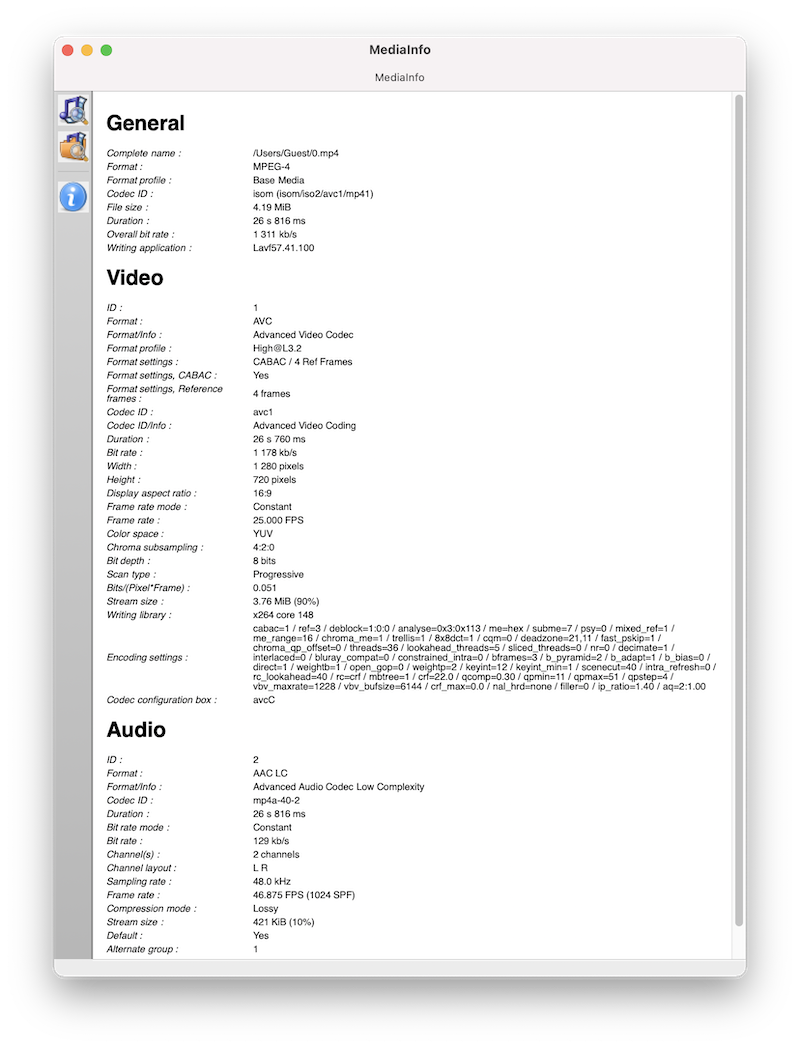 MediaInfo
MediaInfo
General
Complete name : /Users/Guest/0.mp4
Format : MPEG-4
Format profile : Base Media
Codec ID : isom (isom/iso2/avc1/mp41)
File size : 4.19 MiB
Duration : 26 s 816 ms
Overall bit rate : 1 311 kb/s
Writing application : Lavf57.41.100
Video
ID : 1
Format : AVC
Format/Info : Advanced Video Codec
Format profile : High@L3.2
Format settings : CABAC / 4 Ref Frames
Format settings, CABAC : Yes
Format settings, Reference
frames : 4 frames
Codec ID : avc1
Codec ID/Info : Advanced Video Coding
Duration : 26 s 760 ms
Bit rate : 1 178 kb/s
Width : 1 280 pixels
Height : 720 pixels
Display aspect ratio : 16:9
Frame rate mode : Constant
Frame rate : 25.000 FPS
Color space : YUV
Chroma subsampling : 4:2:0
Bit depth : 8 bits
Scan type : Progressive
Bits/(Pixel*Frame) : 0.051
Stream size : 3.76 MiB (90%)
Writing library : x264 core 148
Encoding settings : cabac=1 / ref=3 / deblock=1:0:0 / analyse=0x3:0x113 / me=hex / subme=7 / psy=0 / mixed_ref=1 /
me_range=16 / chroma_me=1 / trellis=1 / 8x8dct=1 / cqm=0 / deadzone=21,11 / fast_pskip=1 /
chroma_qp_offset=0 / threads=36 / lookahead_threads=5 / sliced_threads=0 / nr=0 / decimate=1 /
interlaced=0 / bluray_compat=0 / constrained_intra=0 / bframes=3 / b_pyramid=2 / b_adapt=1 / b_bias=0 /
direct=1 / weightb=1 / open_gop=0 / weightp=2 / keyint=12 / keyint_min=1 / scenecut=40 / intra_refresh=0 /
rc_lookahead=40 / rc=crf / mbtree=1 / crf=22.0 / qcomp=0.30 / qpmin=11 / qpmax=51 / qpstep=4 /
vbv_maxrate=1228 / vbv_bufsize=6144 / crf_max=0.0 / nal_hrd=none / filler=0 / ip_ratio=1.40 / aq=2:1.00
Codec configuration box : avcC
Audio
ID : 2
Format : AAC LC
Format/Info : Advanced Audio Codec Low Complexity
Codec ID : mp4a-40-2
Duration : 26 s 816 ms
Bit rate mode : Constant
Bit rate : 129 kb/s
Channel(s) : 2 channels
Channel layout : L R
Sampling rate : 48.0 kHz
Frame rate : 46.875 FPS (1024 SPF)
Compression mode : Lossy
Stream size : 421 KiB (10%)
Default : Yes
Alternate group : 1